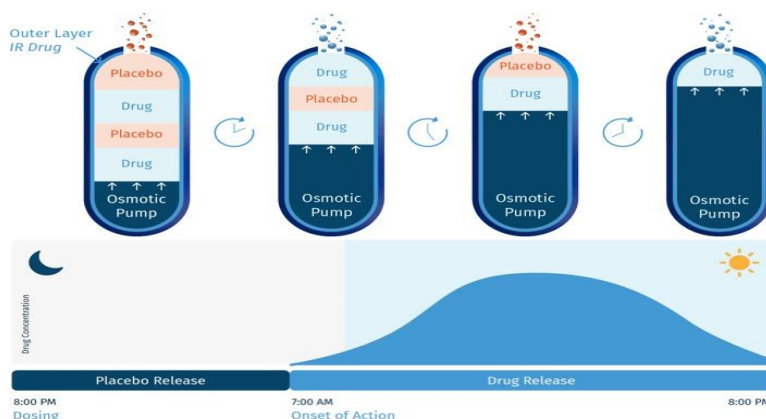 Outer Layer
IR Drug
Placebo
Drug
Placebo
Drug
Osmotic
Pump
Drug
Placebo
Drug
Osmotic
Pump
Placebo
Drug
Osmotic
Pump
Drug
Osmotic
Pump
Drug Concentration
Placebo Release
Drug Release
8:00 PM
Dosing
7:00 AM
Onset of Action
8:00 PM